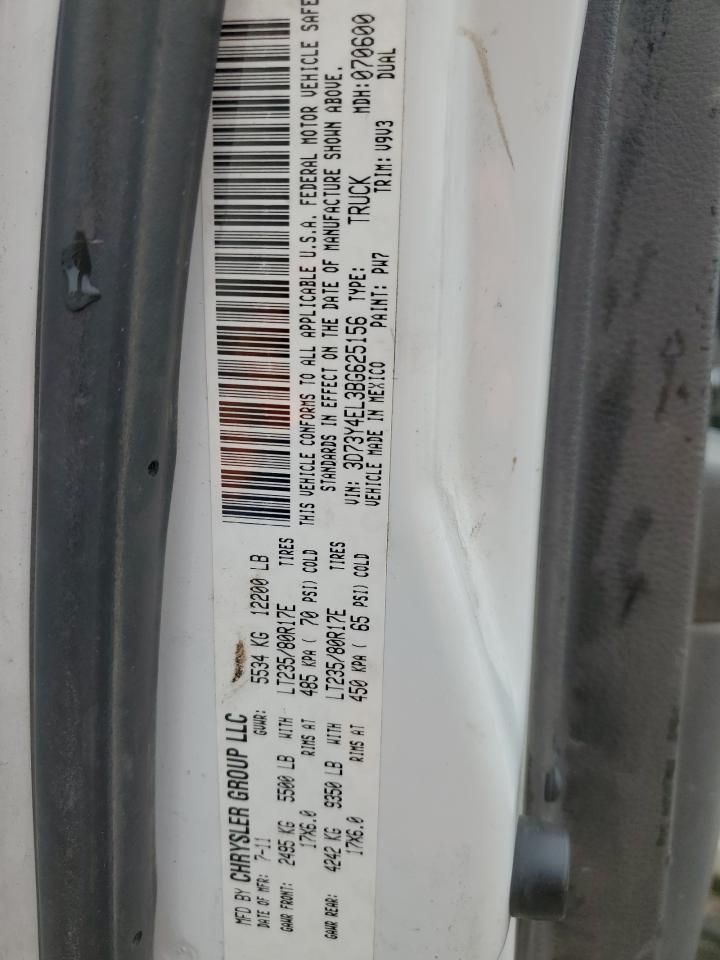 MFD BY CHRYSLER GROUP LLC
DATE OF MFR: 7-11 GVWR: 5534 KG 12200 LB
GAWR FRONT: 2495 KG 5500 LB WITH LT235/80R17E TIRES
17X6.0 RIMS AT 485 KPA ( 70 PSI) COLD
GAWR REAR: 4242 KG 9350 LB WITH LT235/80R17E TIRES
17X6.0 RIMS AT 450 KPA ( 65 PSI) COLD
THIS VEHICLE CONFORMS TO ALL APPLICABLE U.S.A. FEDERAL MOTOR VEHICLE SAFE
STANDARDS IN EFFECT ON THE DATE OF MANUFACTURE SHOWN ABOVE.
VIN: 3D73Y4EL3BG625156 TYPE: TRUCK MDH: 070600
VEHICLE MADE IN MEXICO PAINT: PW7 TRIM: V9V3 DUAL